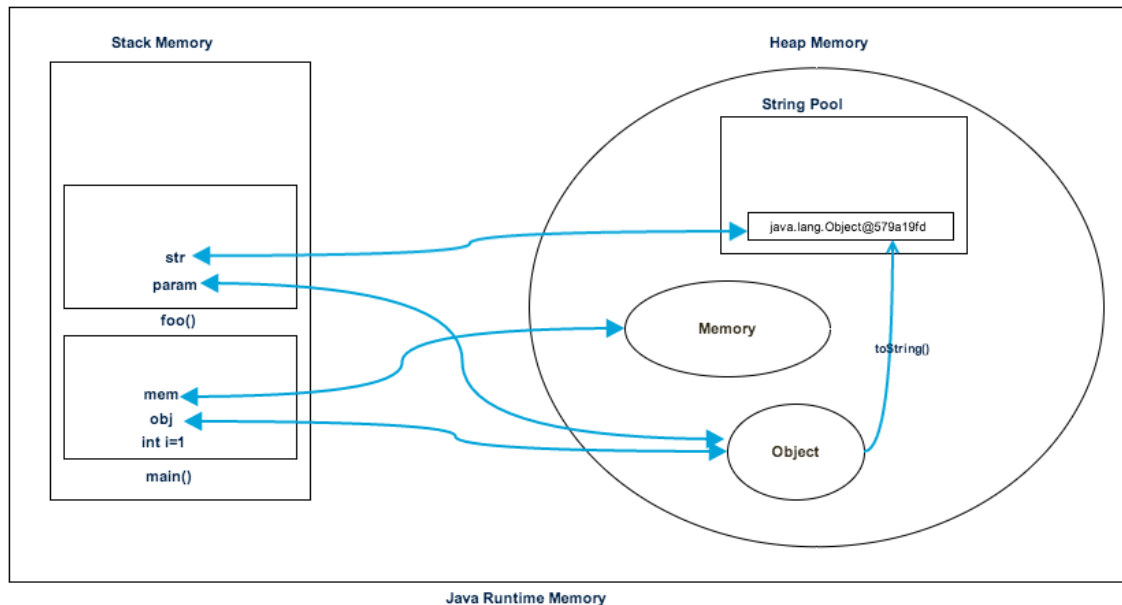 Stack Memory
Heap Memory
String Pool
java.lang.Object@579a19fd
str
param
foo()
Memory
toString()
mem
obj
int i=1
Object
main()
Java Runtime Memory